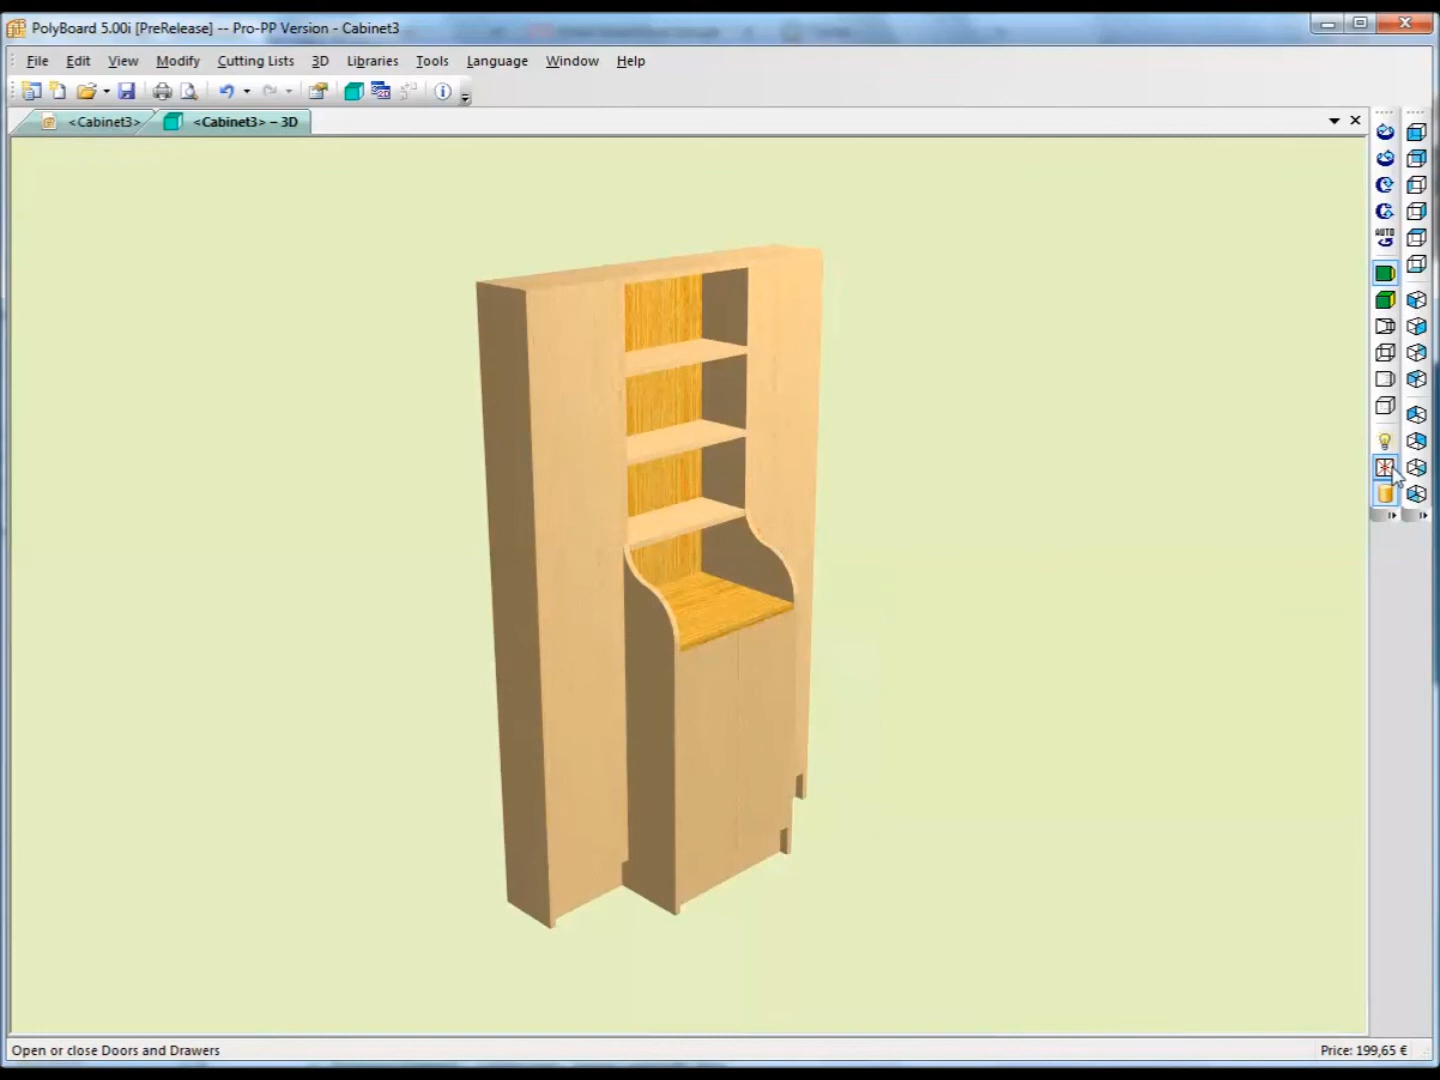 PolyBoard 5.00i [PreRelease] -- Pro-PP Version - Cabinet3
File Edit View Modify Cutting Lists 3D Libraries Tools Language Window Help
<Cabinet3> <Cabinet3> – 3D
AUTO
Open or close Doors and Drawers Price: 199,65 €